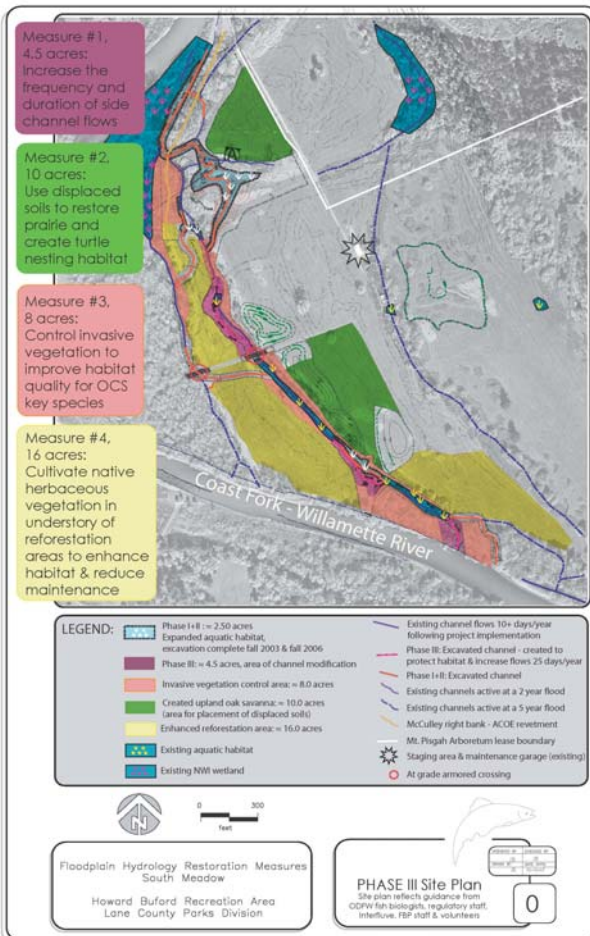 Measure #1,
4.5 acres:
Increase the
frequency and
duration of side
channel flows
Measure #2,
10 acres:
Use displaced
soils to restore
prairie and
create turtle
nesting habitat
Measure #3,
8 acres:
Control invasive
vegetation to
improve habitat
quality for OCS
key species
Measure #4,
16 acres:
Cultivate native
herbaceous
vegetation in
understory of
reforestation
areas to enhance
habitat & reduce
maintenance
Coast Fork - Willamette River
LEGEND:
Phase I+II : ≈ 2.50 acres
Expanded aquatic habitat,
excavation complete fall 2003 & fall 2006
Phase III: ≈ 4.5 acres, area of channel modification
Invasive vegetation control area: ≈ 8.0 acres
Created upland oak savanna: ≈ 10.0 acres
(area for placement of displaced soils)
Enhanced reforestation area: ≈ 16.0 acres
Existing aquatic habitat
Existing NWI wetland
Existing channel flows 10+ days/year
following project implementation
Phase III: Excavated channel - created to
protect habitat & increase flows 25 days/year
Phase I+II: Excavated channel
Existing channels active at a 2 year flood
Existing channels active at a 5 year flood
McCulley right bank - ACOE revetment
Mt. Pisgah Arboretum lease boundary
Staging area & maintenance garage (existing)
At grade armored crossing
N
0 300
feet
Floodplain Hydrology Restoration Measures
South Meadow
Howard Buford Recreation Area
Lane County Parks Division
PHASE III Site Plan
Site plan reflects guidance from
ODFW fish biologists, regulatory staff,
Interfluve, FBP staff & volunteers
0